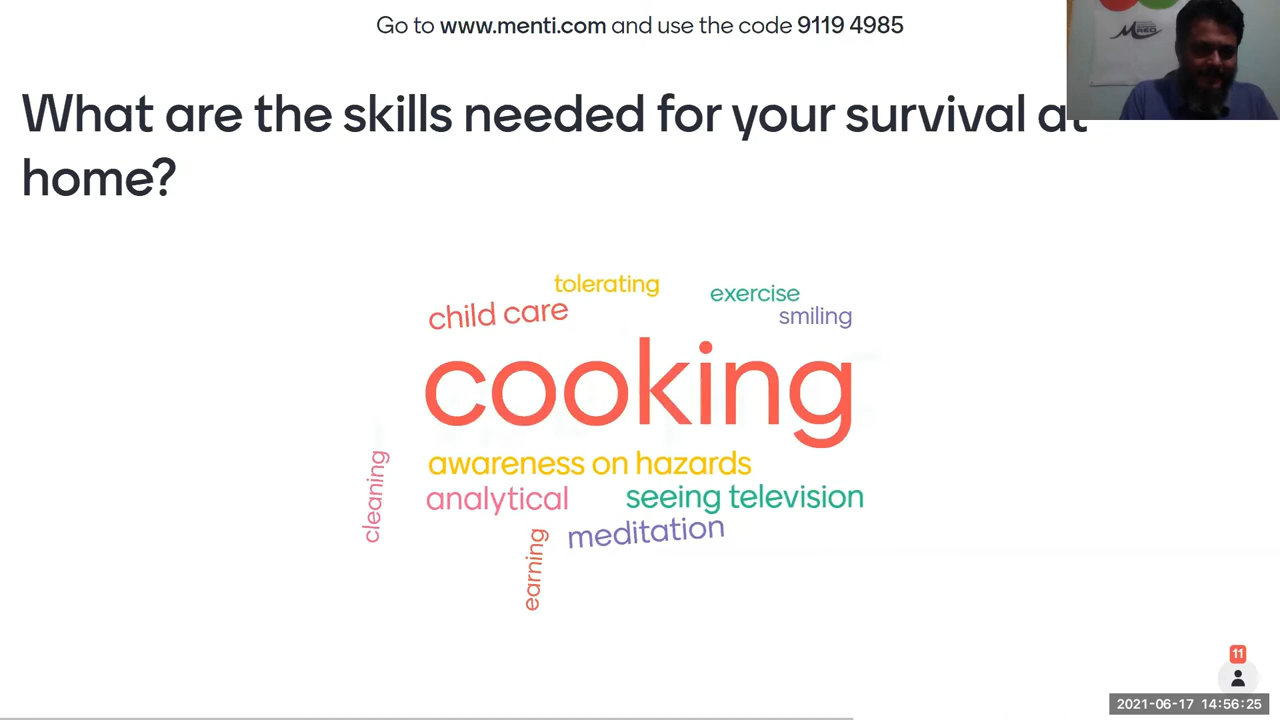 Go to www.menti.com and use the code 9119 4985
What are the skills needed for your survival at
home?
tolerating
exercise
child care
smiling
cooking
awareness on hazards
cleaning
analytical
seeing television
meditation
earning
11
2021-06-17 14:56:25